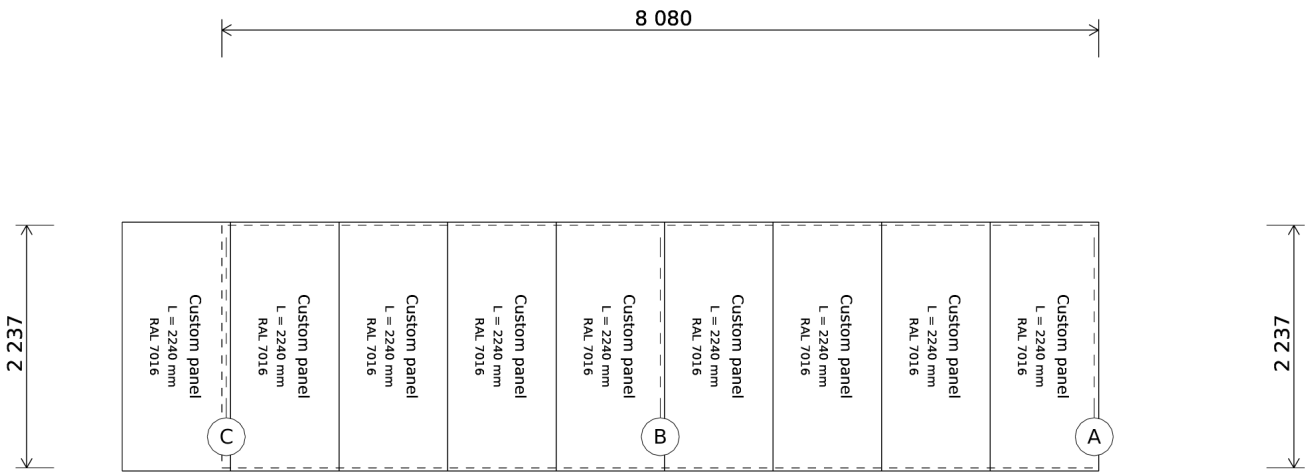 8 080
2 237
Custom panel
L = 2240 mm
RAL 7016
Custom panel
L = 2240 mm
RAL 7016
Custom panel
L = 2240 mm
RAL 7016
Custom panel
L = 2240 mm
RAL 7016
Custom panel
L = 2240 mm
RAL 7016
Custom panel
L = 2240 mm
RAL 7016
Custom panel
L = 2240 mm
RAL 7016
Custom panel
L = 2240 mm
RAL 7016
Custom panel
L = 2240 mm
RAL 7016
2 237
C
B
A